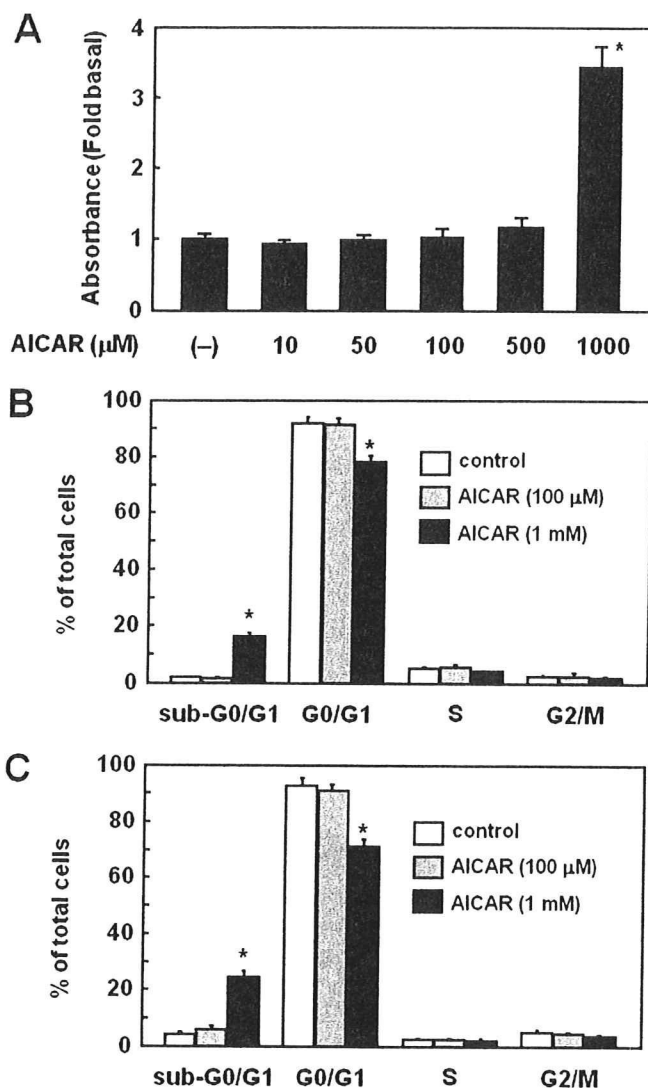 A
Absorbance (Fold basal)
4
3
2
1
0
*
AICAR (μM) (–) 10 50 100 500 1000
B
% of total cells
100
80
60
40
20
0
*
*
control
AICAR (100 μM)
AICAR (1 mM)
sub-G0/G1 G0/G1 S G2/M
C
% of total cells
100
80
60
40
20
0
*
*
control
AICAR (100 μM)
AICAR (1 mM)
sub-G0/G1 G0/G1 S G2/M